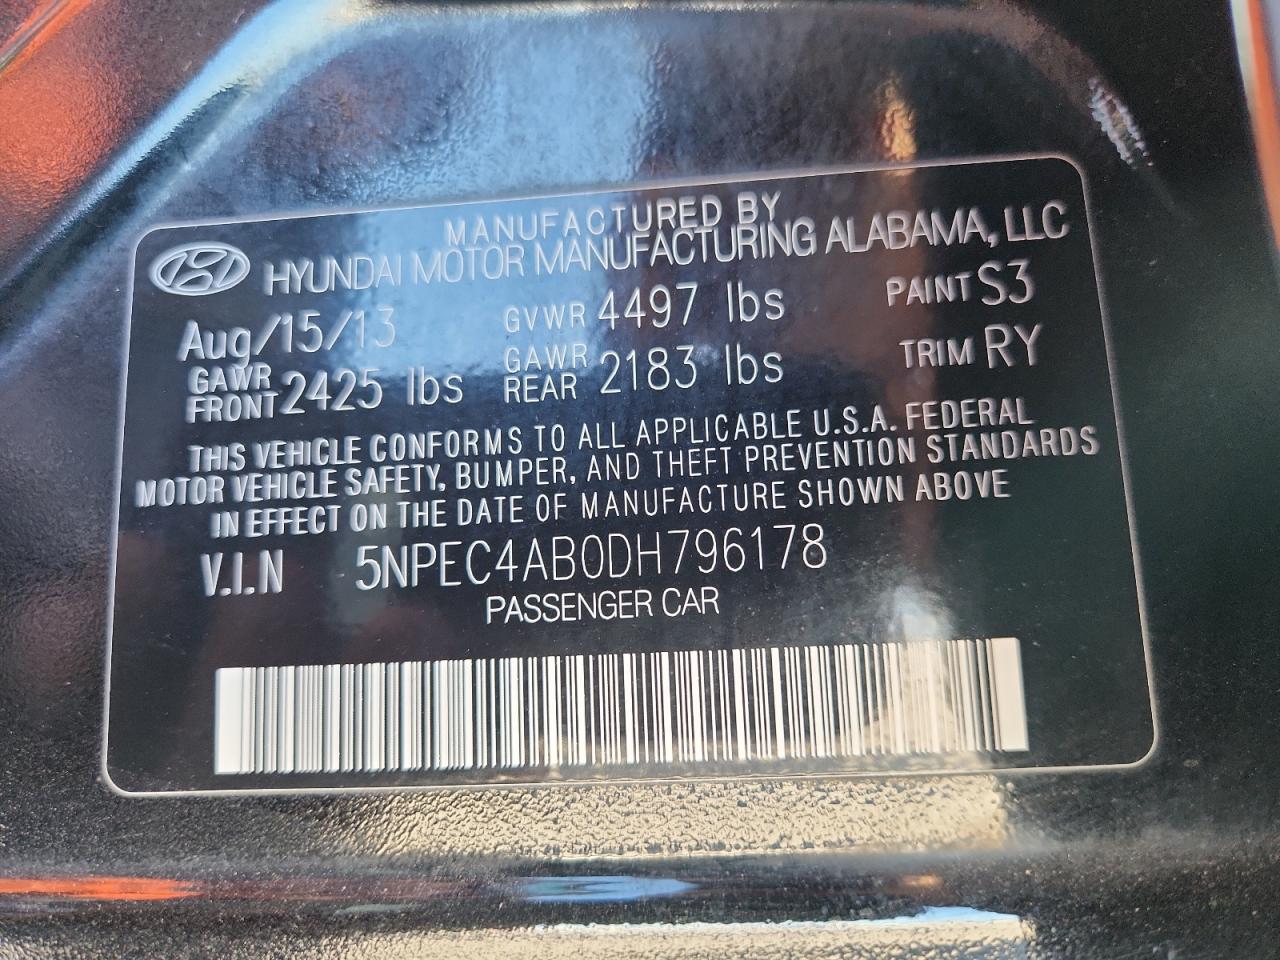 MANUFACTURED BY
HYUNDAI MOTOR MANUFACTURING ALABAMA, LLC
Aug/15/13 GVWR 4497 lbs PAINT S3
GAWR FRONT 2425 lbs GAWR REAR 2183 lbs TRIM RY
THIS VEHICLE CONFORMS TO ALL APPLICABLE U.S.A. FEDERAL
MOTOR VEHICLE SAFETY, BUMPER, AND THEFT PREVENTION STANDARDS
IN EFFECT ON THE DATE OF MANUFACTURE SHOWN ABOVE
V.I.N 5NPEC4AB0DH796178
PASSENGER CAR